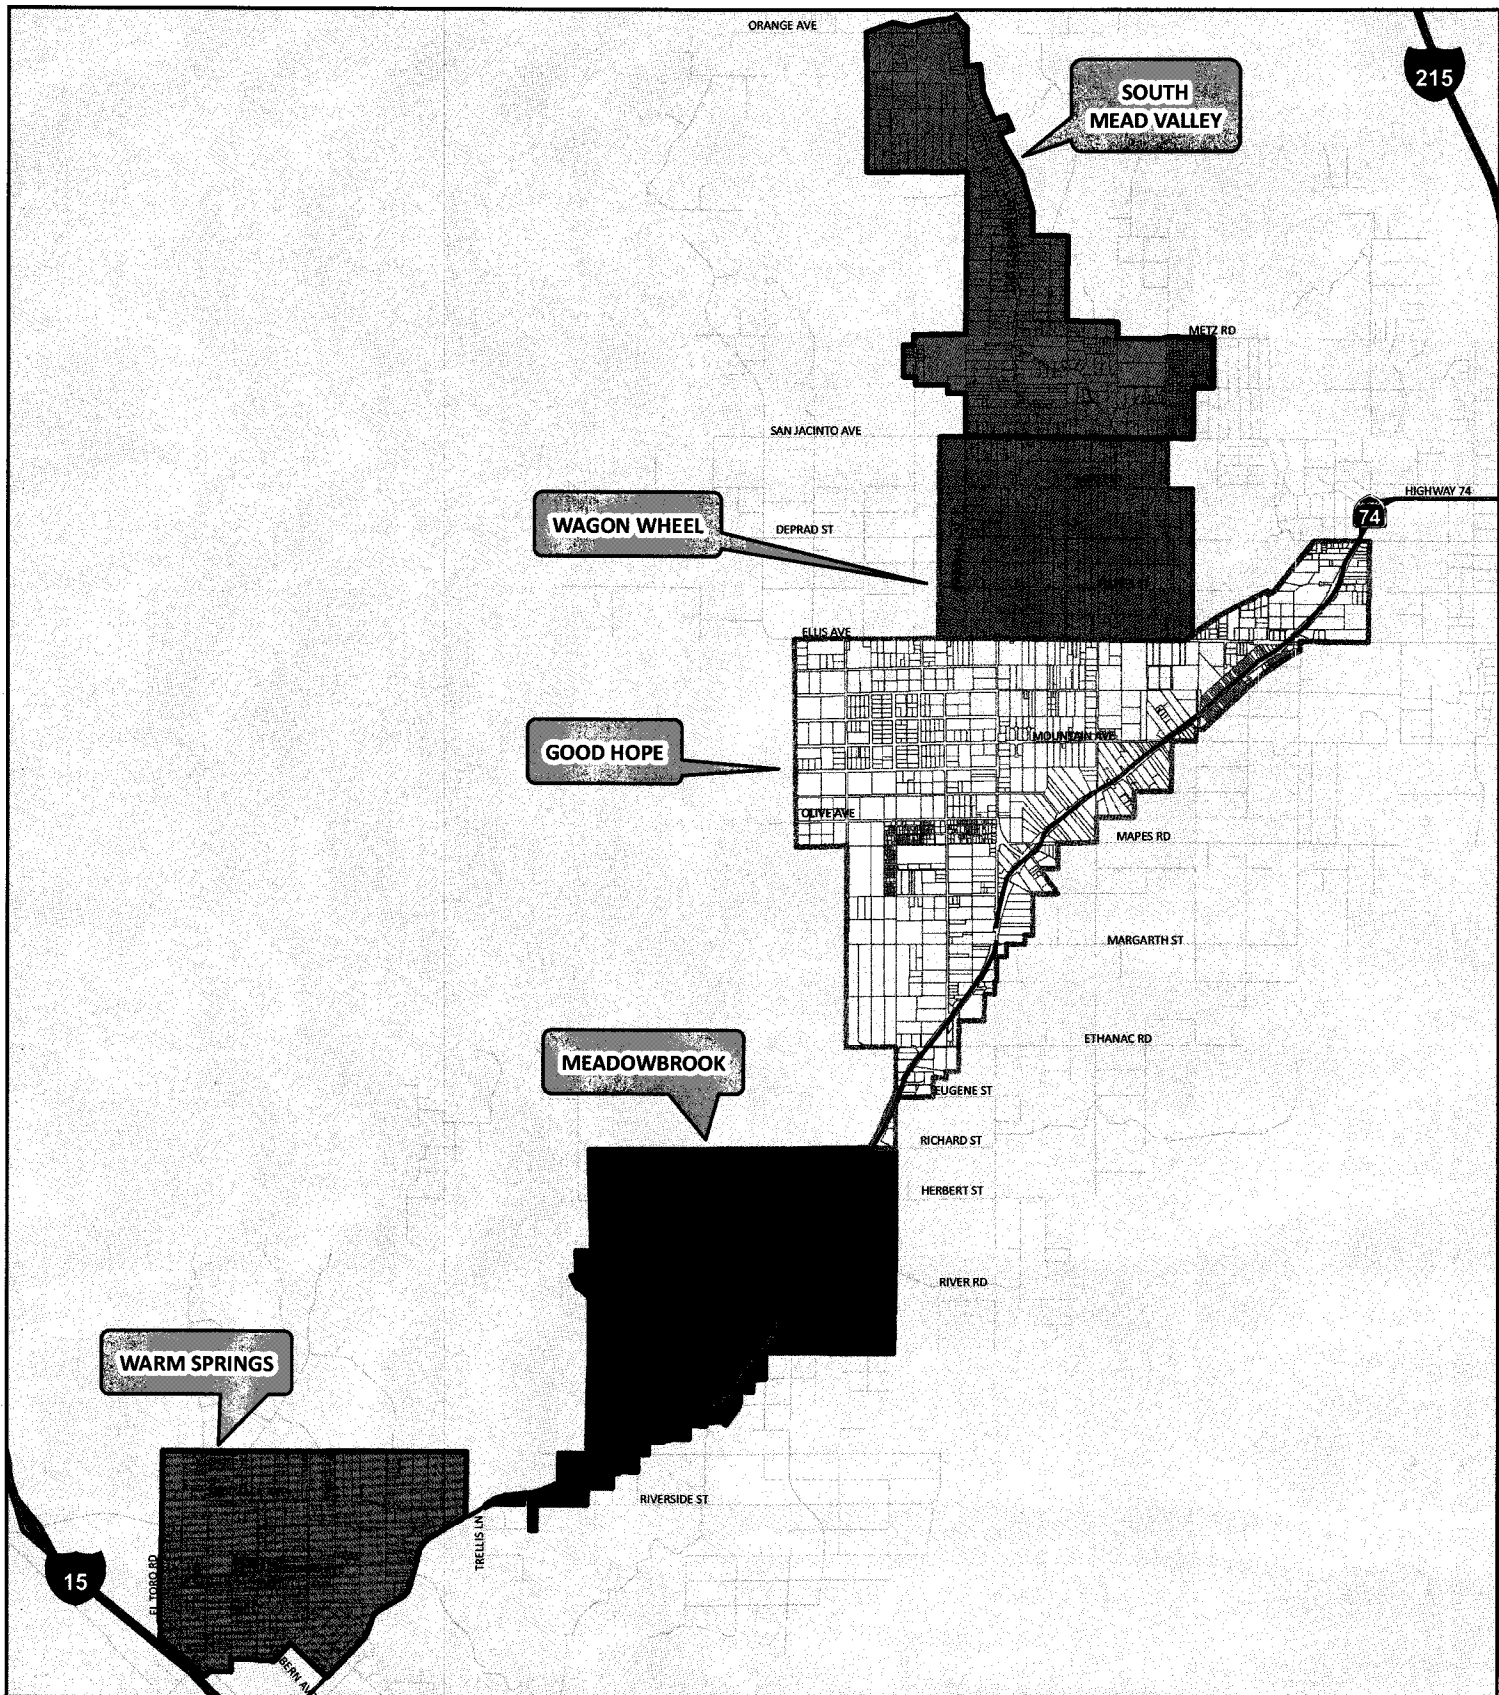 ORANGE AVE
215
SOUTH
MEAD VALLEY
METZ RD
SAN JACINTO AVE
HIGHWAY 74
74
WAGON WHEEL
DEPRAD ST
ELLIS AVE
MOUNTAIN AVE
GOOD HOPE
OLIVE AVE
MAPES RD
MARGARTH ST
ETHANAC RD
MEADOWBROOK
EUGENE ST
RICHARD ST
HERBERT ST
RIVER RD
WARM SPRINGS
RIVERSIDE ST
TRELLIS LN
EL TORO RD
15